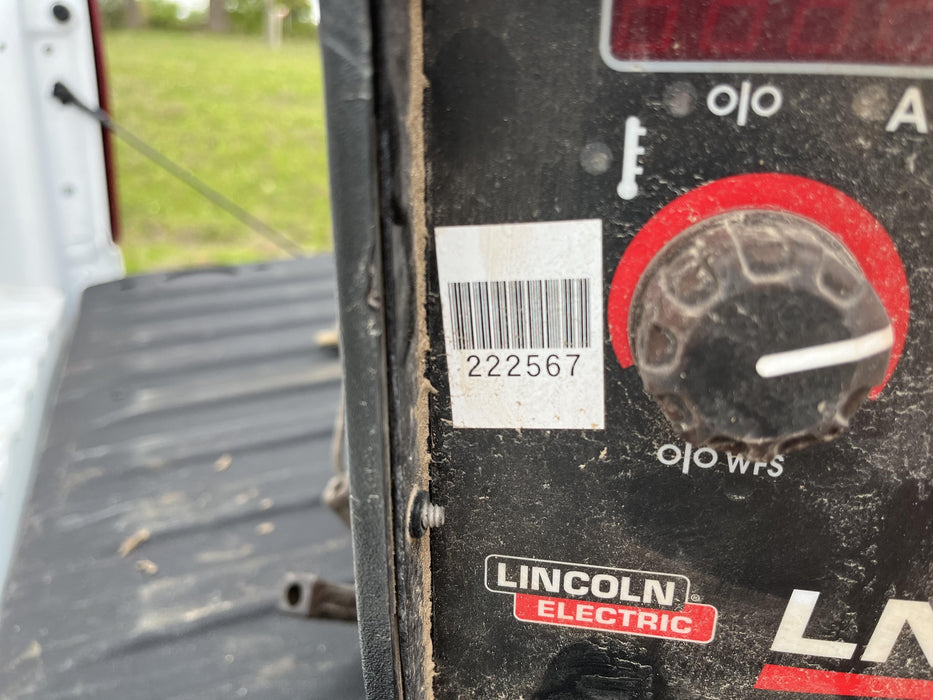 A
222567
WFS
LINCOLN®
ELECTRIC
LN